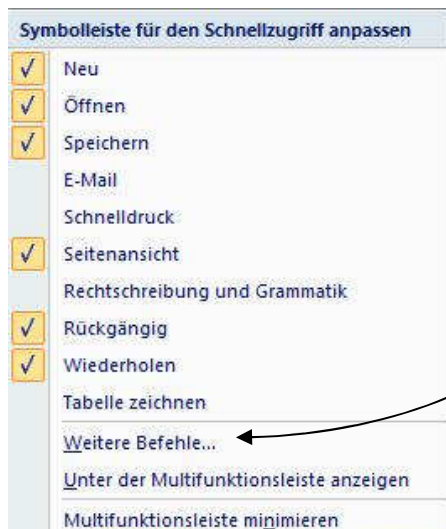 Symbolleiste für den Schnellzugriff anpassen
Neu
Öffnen
Speichern
E-Mail
Schnelldruck
Seitenansicht
Rechtschreibung und Grammatik
Rückgängig
Wiederholen
Tabelle zeichnen
Weitere Befehle...
Unter der Multifunktionsleiste anzeigen
Multifunktionsleiste minimieren